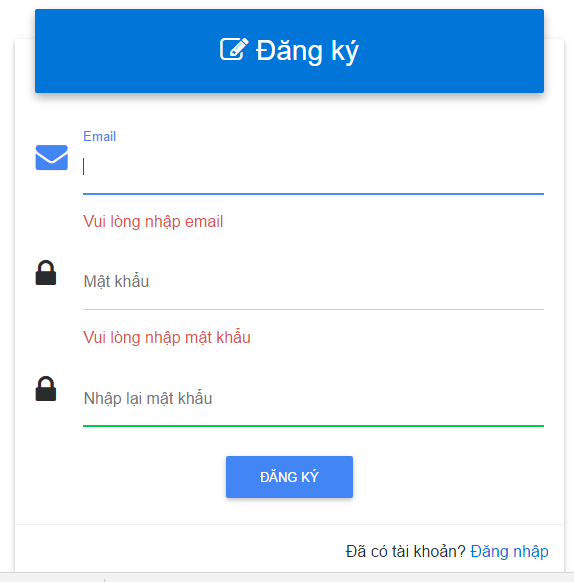 Đăng ký
Email
Vui lòng nhập email
Mật khẩu
Vui lòng nhập mật khẩu
Nhập lại mật khẩu
ĐĂNG KÝ
Đã có tài khoản? Đăng nhập